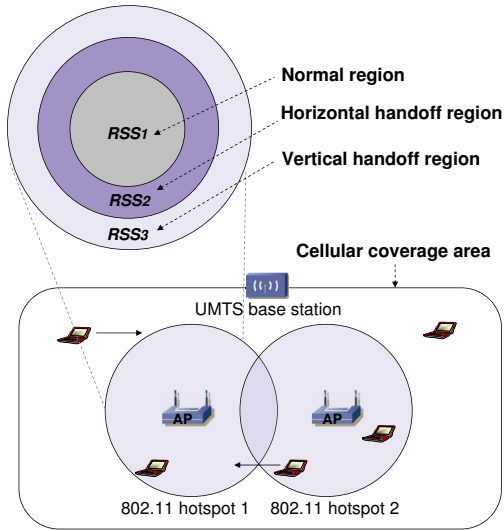 Normal region
Horizontal handoff region
RSS1
Vertical handoff region
RSS2
RSS3
Cellular coverage area
UMTS base station
AP
AP
802.11 hotspot 1
802.11 hotspot 2